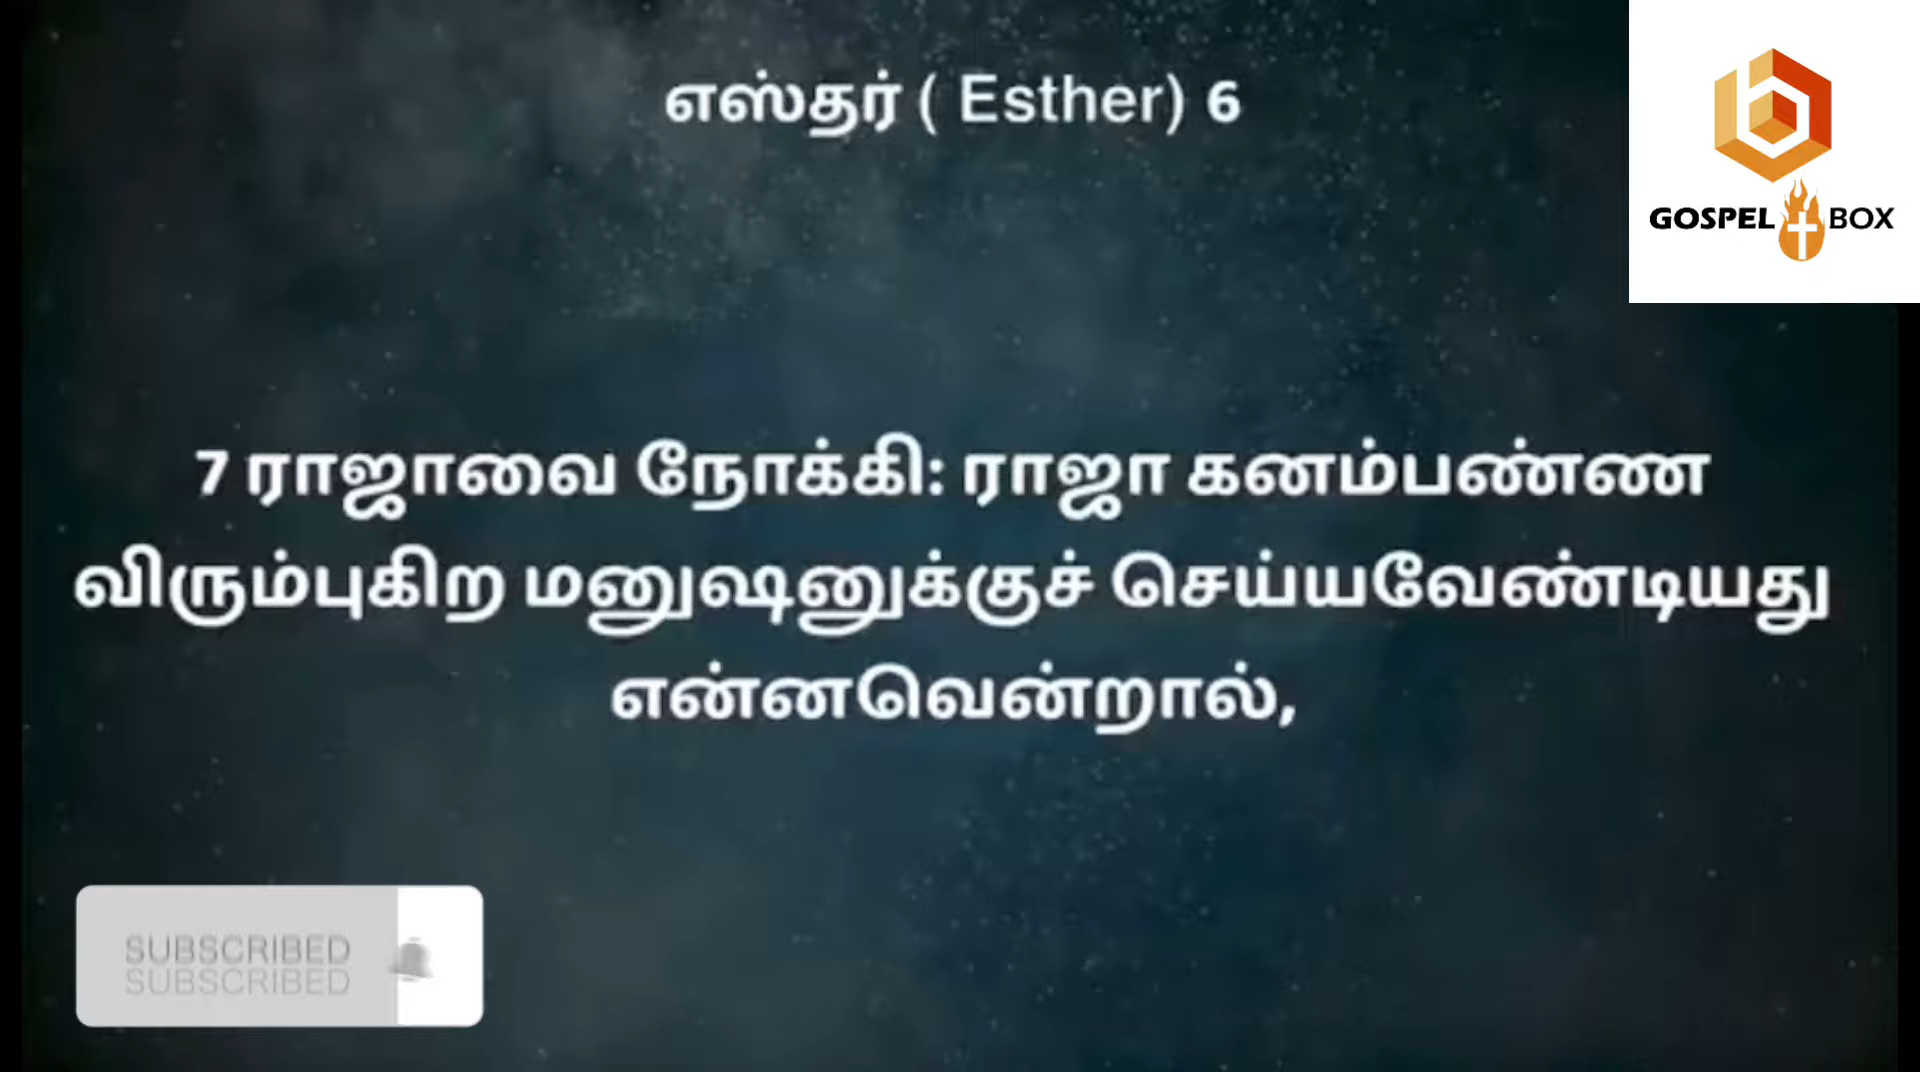 எஸ்தர் ( Esther) 6
GOSPEL BOX
7 ராஜாவை நோக்கி: ராஜா கனம்பண்ண
விரும்புகிற மனுஷனுக்குச் செய்யவேண்டியது
என்னவென்றால்,
SUBSCRIBED
SUBSCRIBED